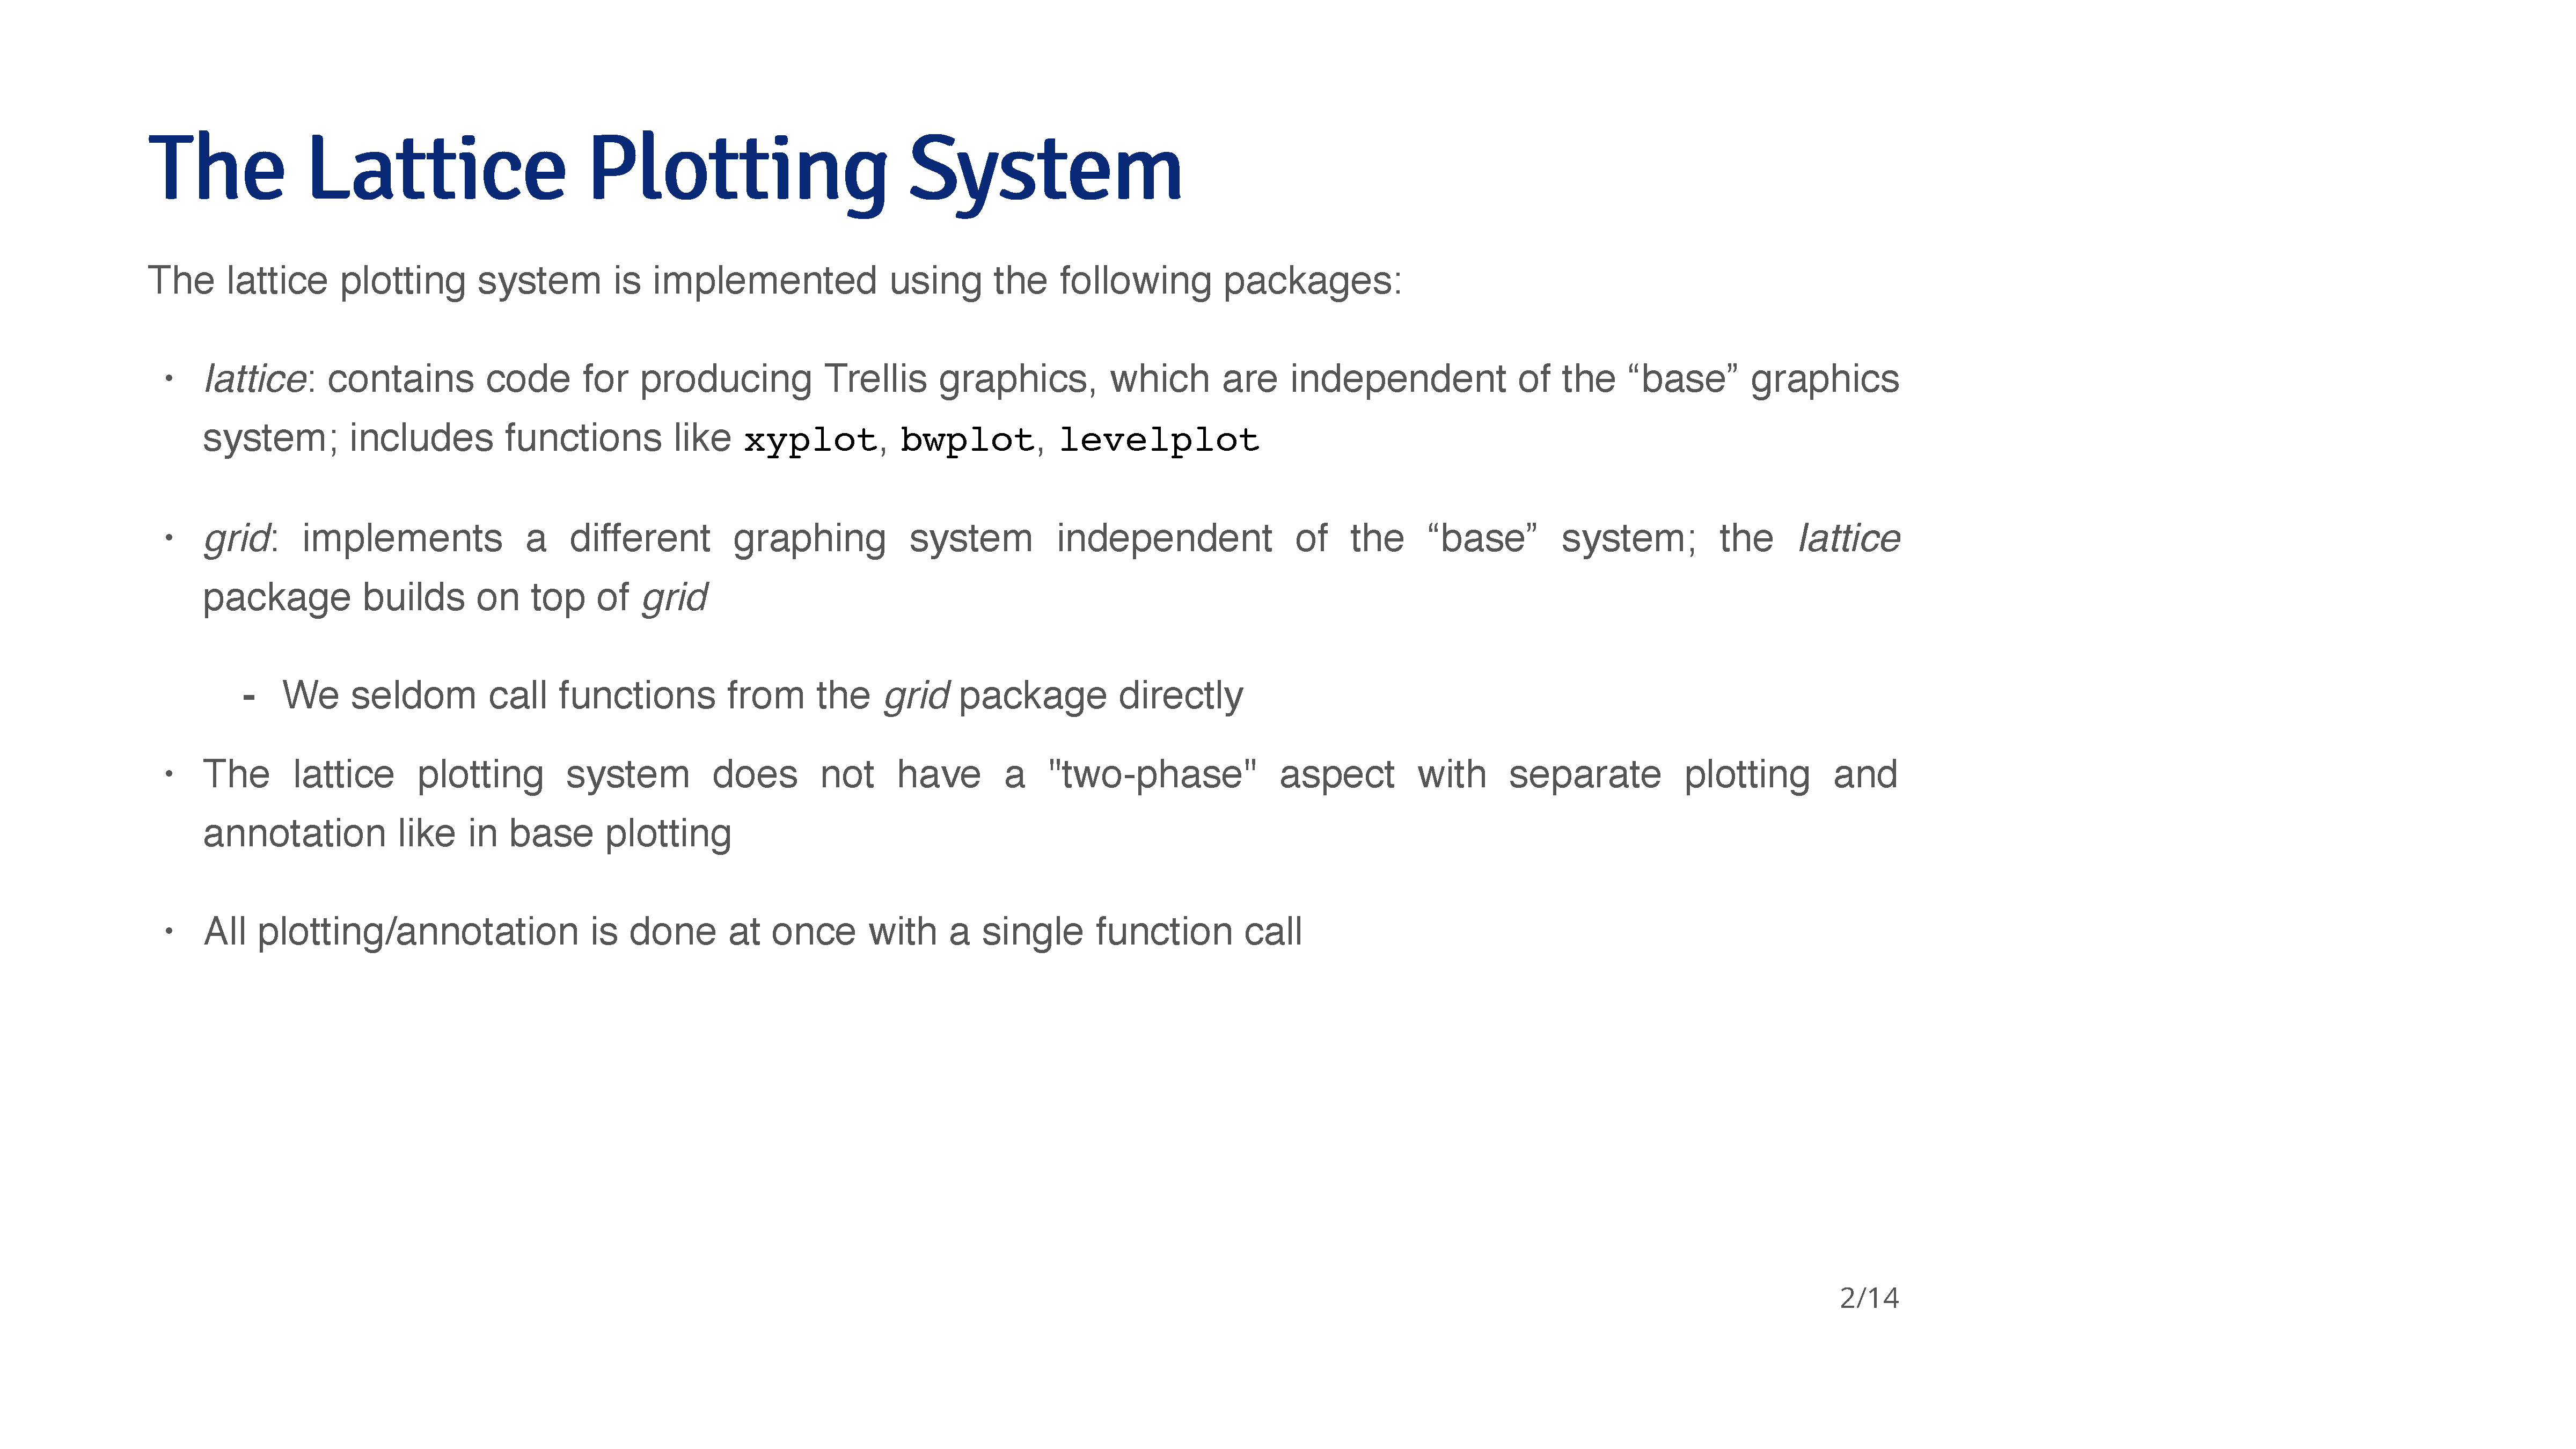 The Lattice Plotting System
The lattice plotting system is implemented using the following packages:
· lattice: contains code for producing Trellis graphics, which are independent of the “base” graphics
system; includes functions like xyplot, bwplot, levelplot
· grid: implements a different graphing system independent of the “base” system; the lattice
package builds on top of grid
- We seldom call functions from the grid package directly
· The lattice plotting system does not have a "two-phase" aspect with separate plotting and
annotation like in base plotting
· All plotting/annotation is done at once with a single function call
2/14